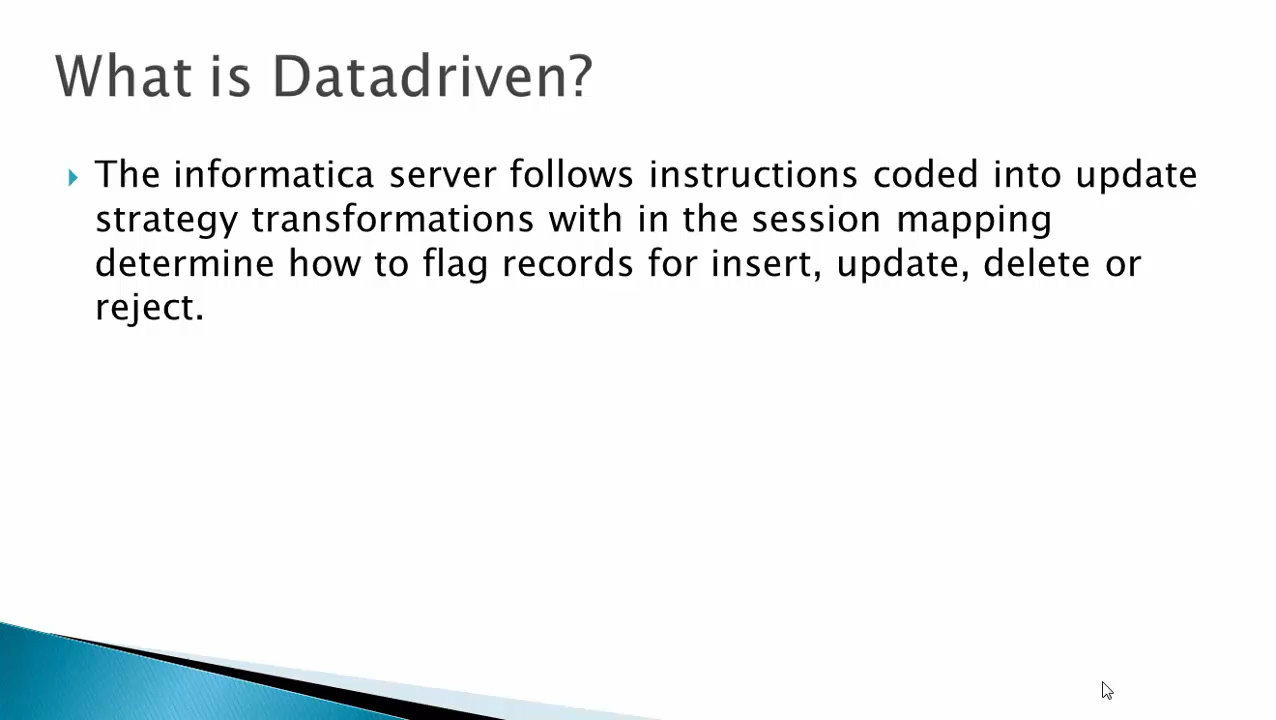 What is Datadriven?
The informatica server follows instructions coded into update
strategy transformations with in the session mapping
determine how to flag records for insert, update, delete or
reject.